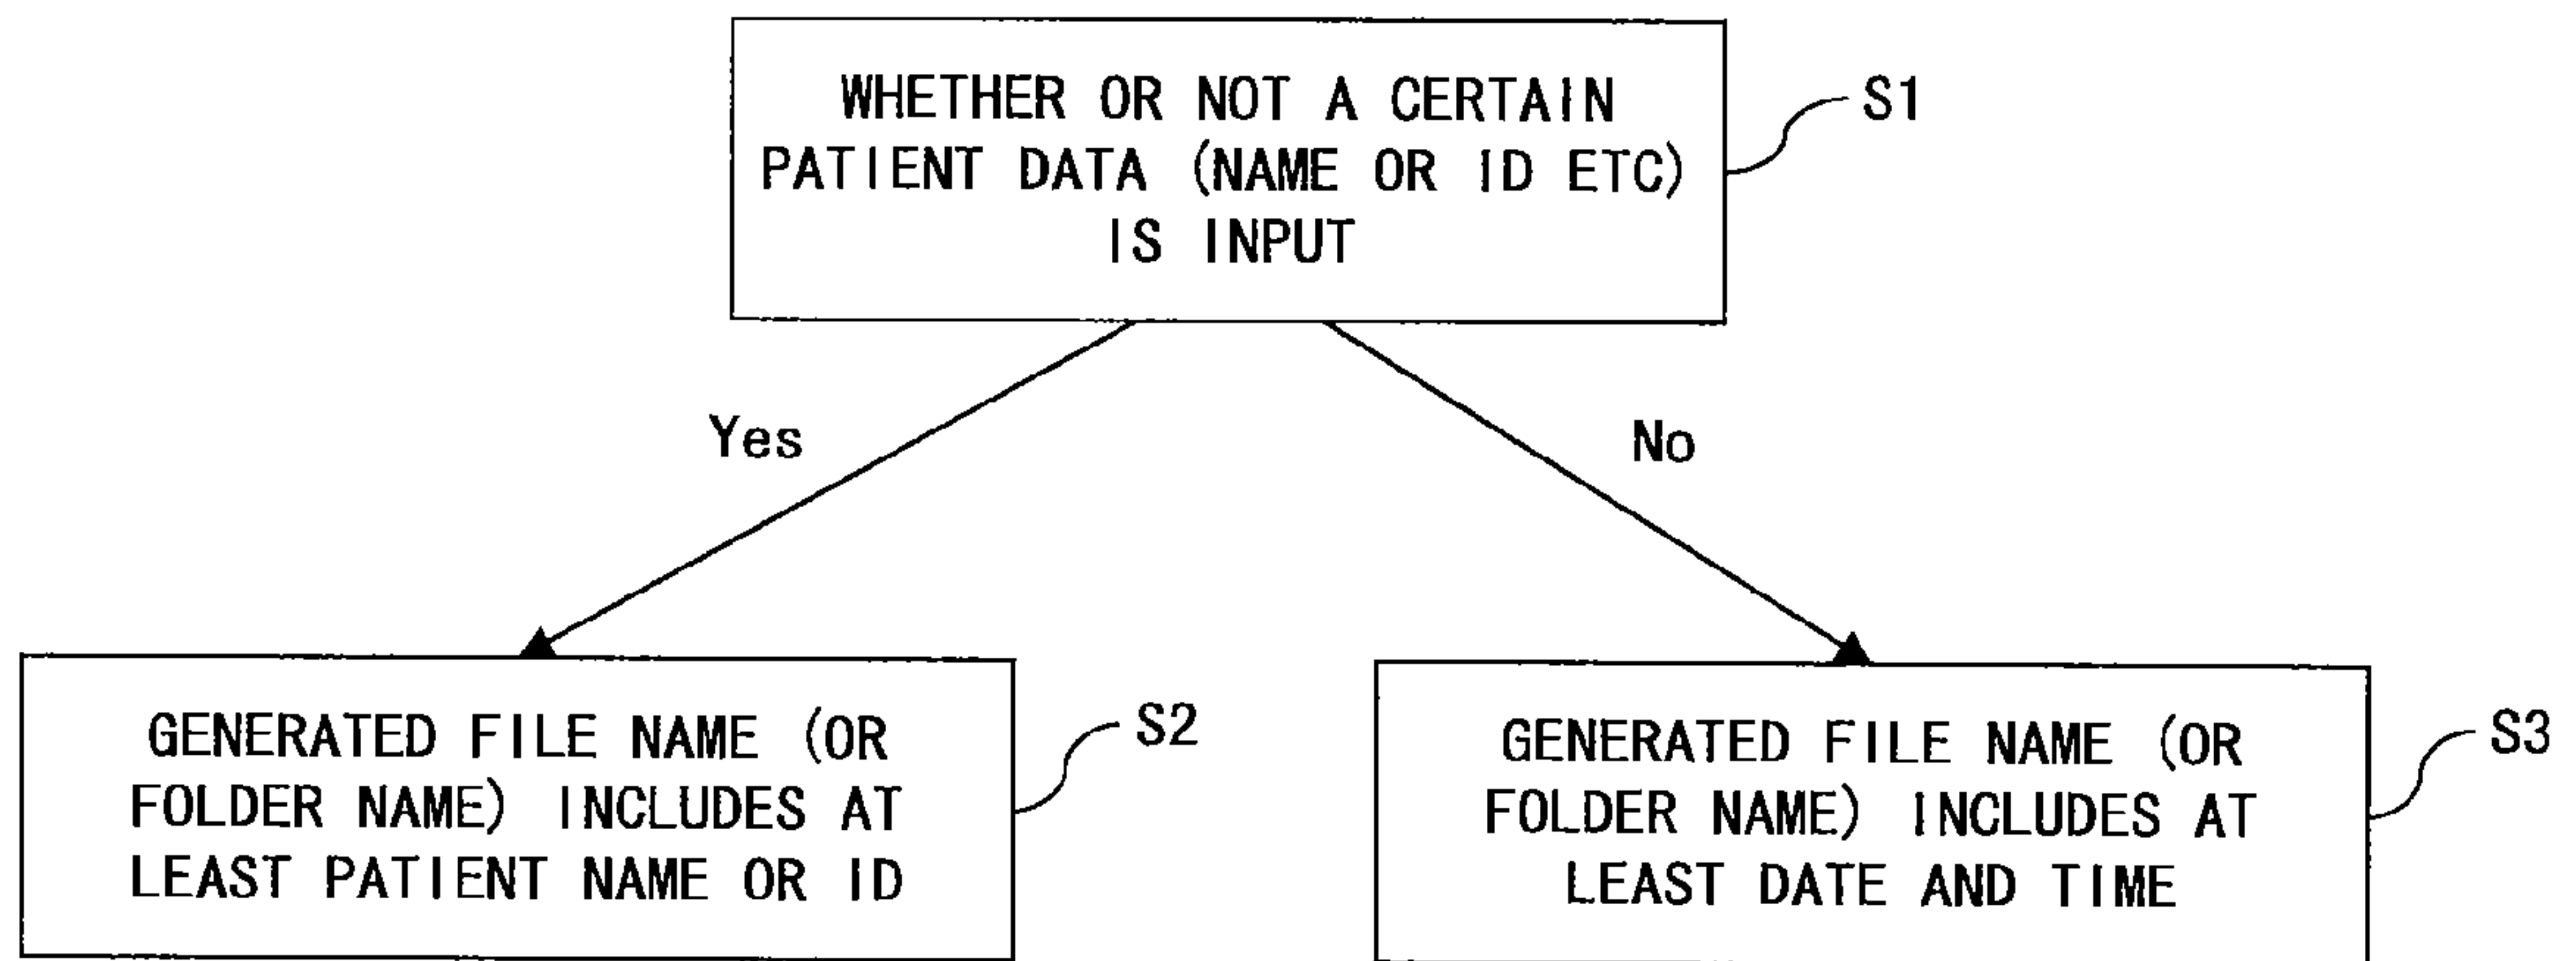 WHETHER OR NOT A CERTAIN
PATIENT DATA (NAME OR ID ETC)
IS INPUT
S1
Yes
No
GENERATED FILE NAME (OR
FOLDER NAME) INCLUDES AT
LEAST PATIENT NAME OR ID
S2
GENERATED FILE NAME (OR
FOLDER NAME) INCLUDES AT
LEAST DATE AND TIME
S3